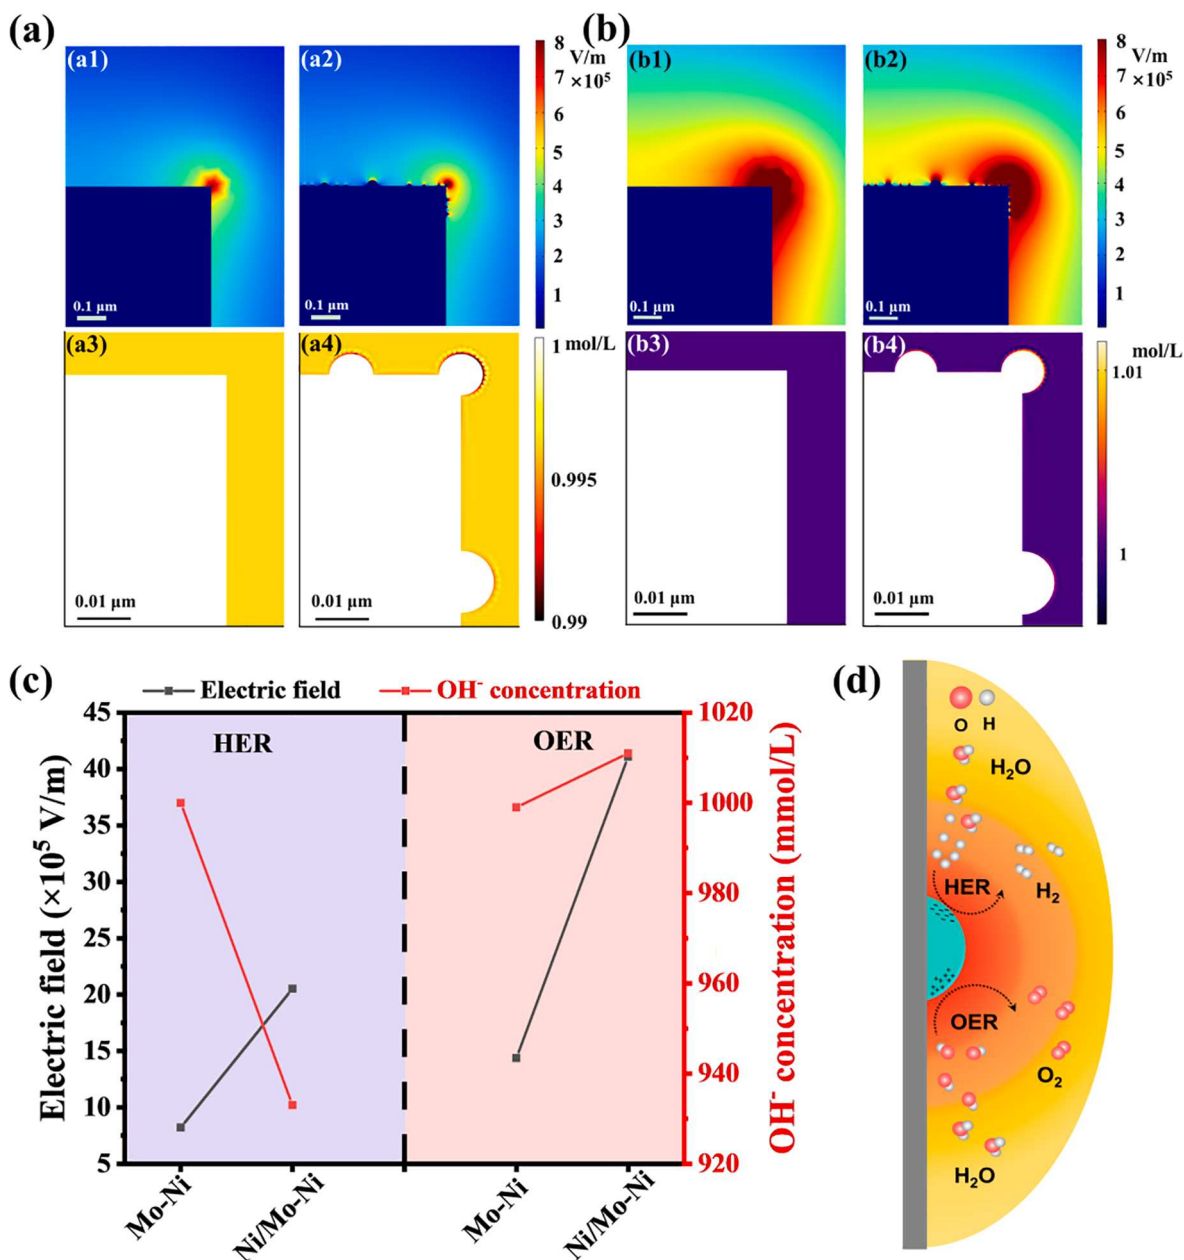 (a)
(a1)
(a2)
8
V/m
7
×10⁵
6
5
4
3
2
1
0.1 μm
0.1 μm
(a3)
(a4)
1 mol/L
0.995
0.99
0.01 μm
0.01 μm
(b)
(b1)
(b2)
8
V/m
7
×10⁵
6
5
4
3
2
1
0.1 μm
0.1 μm
(b3)
(b4)
mol/L
1.01
1
0.01 μm
0.01 μm
(c)
Electric field
OH⁻ concentration
HER
OER
Electric field (×10⁵ V/m)
45
40
35
30
25
20
15
10
5
1020
1000
980
960
940
920
OH⁻ concentration (mmol/L)
Mo-Ni
Ni/Mo-Ni
Mo-Ni
Ni/Mo-Ni
(d)
O H
H₂O
HER
H₂
OER
O₂
H₂O